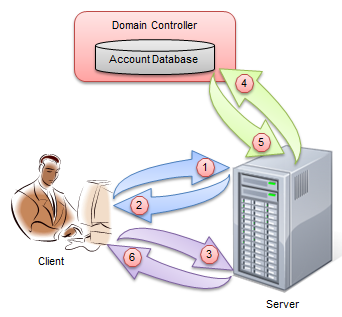 Domain Controller
Account Database
4
5
1
2
3
6
Client
Server